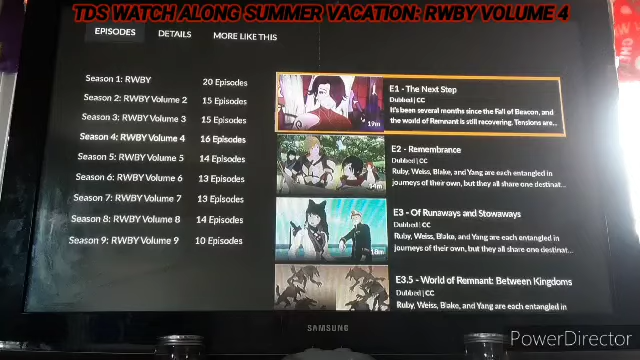 TDS WATCH ALONG SUMMER VACATION: RWBY VOLUME 4
EPISODES DETAILS MORE LIKE THIS
Season 1: RWBY 20 Episodes
Season 2: RWBY Volume 2 15 Episodes
Season 3: RWBY Volume 3 15 Episodes
Season 4: RWBY Volume 4 16 Episodes
Season 5: RWBY Volume 5 14 Episodes
Season 6: RWBY Volume 6 13 Episodes
Season 7: RWBY Volume 7 13 Episodes
Season 8: RWBY Volume 8 14 Episodes
Season 9: RWBY Volume 9 10 Episodes
19m
E1 - The Next Step
Dubbed | CC
It's been several months since the Fall of Beacon, and
the world of Remnant is still recovering. Tensions are...
14m
E2 - Remembrance
Dubbed | CC
Ruby, Weiss, Blake, and Yang are each entangled in
journeys of their own, but they all share one destinat...
18m
E3 - Of Runaways and Stowaways
Dubbed | CC
Ruby, Weiss, Blake, and Yang are each entangled in
journeys of their own, but they all share one destinat...
E3.5 - World of Remnant: Between Kingdoms
Dubbed | CC
Ruby, Weiss, Blake, and Yang are each entangled in
SAMSUNG
PowerDirector